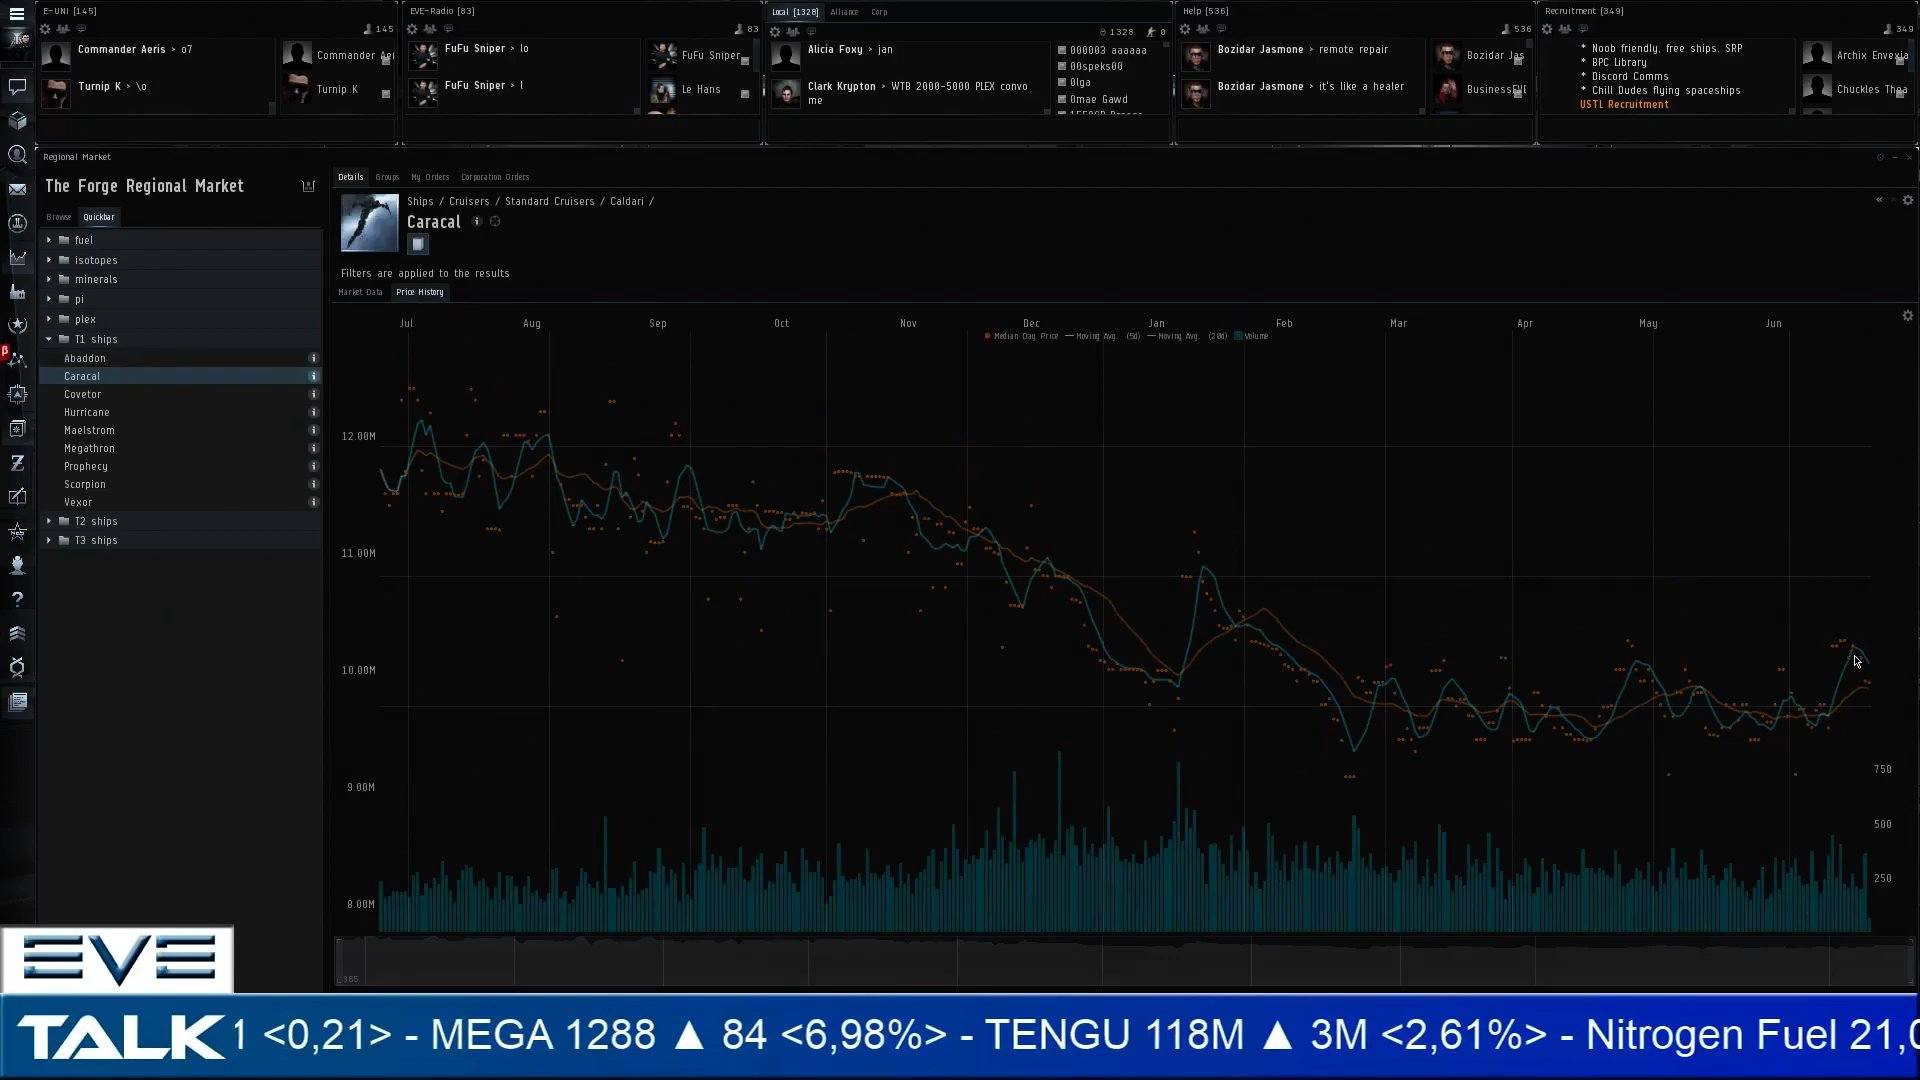 E-UNI [145]
145
Commander Aeris > o7
Turnip K > \o
Commander Aer
Turnip K
EVE-Radio [83]
83
FuFu Sniper > lo
FuFu Sniper > l
FuFu Sniper
Le Hans
Local [1328]
Alliance
Corp
1328
0
Alicia Foxy > jan
Clark Krypton > WTB 2000-5000 PLEX convo
me
000003 aaaaaa
00speks00
0lga
0mae Gawd
Help [536]
536
Bozidar Jasmone > remote repair
Bozidar Jasmone > it's like a healer
Bozidar Jas
Recruitment [349]
349
* Noob friendly, free ships. SRP
* BPC Library
* Discord Comms
* Chill Dudes flying spaceships
USTL Recruitment
Archix Envexia
Chuckles Thea
Regional Market
The Forge Regional Market
Browse
Quickbar
fuel
isotopes
minerals
pi
plex
T1 ships
Abaddon
Caracal
Covetor
Hurricane
Maelstrom
Megathron
Prophecy
Scorpion
Vexor
T2 ships
T3 ships
Details
Groups
My Orders
Corporation Orders
Ships / Cruisers / Standard Cruisers / Caldari /
Caracal
Filters are applied to the results
Market Data
Price History
Jul
Aug
Sep
Oct
Nov
Dec
Jan
Feb
Mar
Apr
May
Jun
Median Day Price
Moving Avg. (5d)
Moving Avg. (20d)
Volume
12.00M
11.00M
10.00M
9.00M
8.00M
750
500
250
365
EVE
TALK
1 <0,21> - MEGA 1288 ▲ 84 <6,98%> - TENGU 118M ▲ 3M <2,61%> - Nitrogen Fuel 21,0